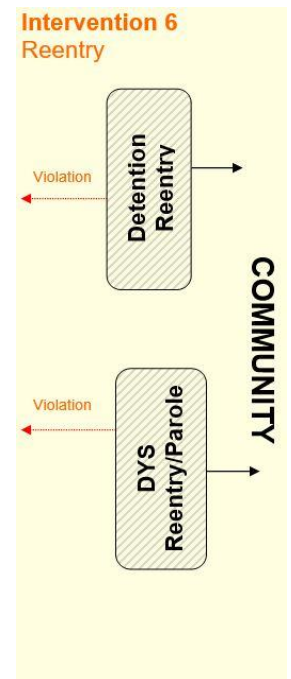 Intervention 6
Reentry
Violation
Detention
Reentry
COMMUNITY
Violation
DYS
Reentry/Parole